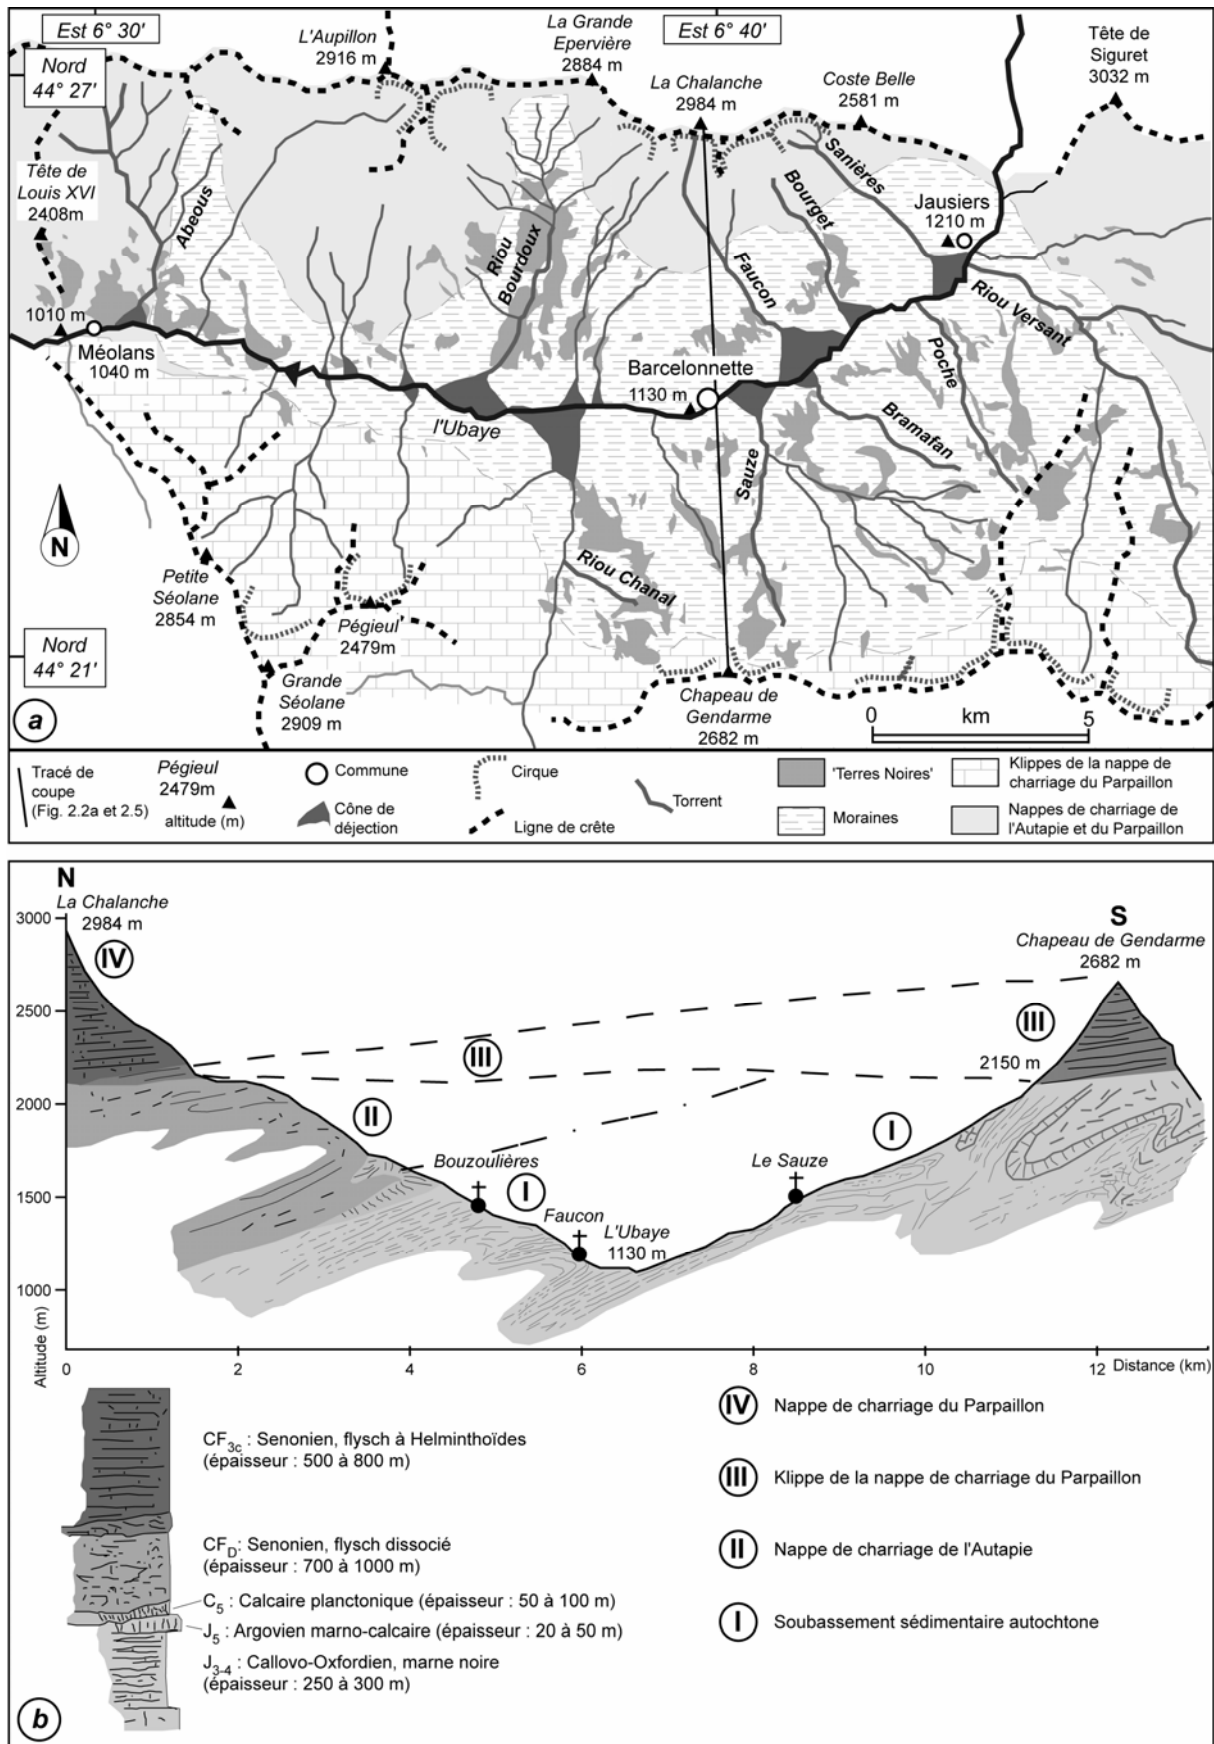 Est 6° 30'
Est 6° 40'
Nord
44° 27'
L'Aupillon
2916 m
La Grande
Epervière
2884 m
La Chalanche
2984 m
Coste Belle
2581 m
Tête de
Siguret
3032 m
Tête de
Louis XVI
2408m
Abeous
Riou
Bourdoux
Faucon
Bourget
Sanières
Jausiers
1210 m
Riou Versant
1010 m
Méolans
1040 m
Barcelonnette
1130 m
l'Ubaye
Poche
Bramafan
Sauze
Riou Chanal
N
Petite
Séolane
2854 m
Pégieul
2479m
Nord
44° 21'
Grande
Séolane
2909 m
Chapeau de
Gendarme
2682 m
0 km 5
a
Tracé de
coupe
(Fig. 2.2a et 2.5)
Pégieul
2479m
altitude (m)
Commune
Cône de
déjection
Cirque
Ligne de crête
Torrent
'Terres Noires'
Moraines
Klippes de la nappe de
charriage du Parpaillon
Nappes de charriage de
l'Autapie et du Parpaillon
N
La Chalanche
2984 m
S
Chapeau de Gendarme
2682 m
3000
2500
2000
1500
1000
Altitude (m)
IV
III
III
2150 m
II
I
I
Bouzoulières
Faucon
L'Ubaye
1130 m
Le Sauze
0 2 4 6 8 10 12 Distance (km)
CF3c : Senonien, flysch à Helminthoïdes
(épaisseur : 500 à 800 m)
CFD: Senonien, flysch dissocié
(épaisseur : 700 à 1000 m)
C5 : Calcaire planctonique (épaisseur : 50 à 100 m)
J5 : Argovien marno-calcaire (épaisseur : 20 à 50 m)
J3-4 : Callovo-Oxfordien, marne noire
(épaisseur : 250 à 300 m)
IV Nappe de charriage du Parpaillon
III Klippe de la nappe de charriage du Parpaillon
II Nappe de charriage de l'Autapie
I Soubassement sédimentaire autochtone
b